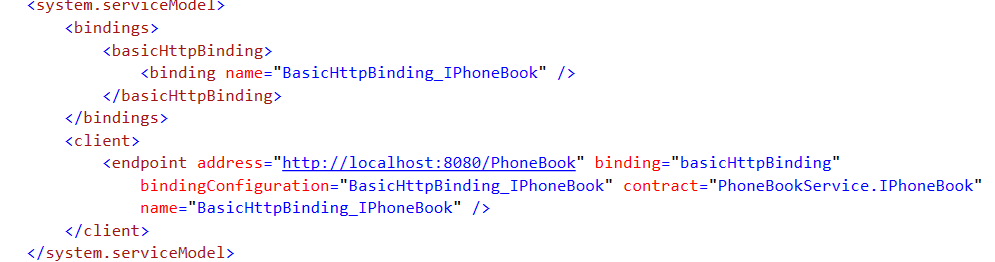 <system.serviceModel>
<bindings>
<basicHttpBinding>
<binding name="BasicHttpBinding_IPhoneBook" />
</basicHttpBinding>
</bindings>
<client>
<endpoint address="http://localhost:8080/PhoneBook" binding="basicHttpBinding"
bindingConfiguration="BasicHttpBinding_IPhoneBook" contract="PhoneBookService.IPhoneBook"
name="BasicHttpBinding_IPhoneBook" />
</client>
</system.serviceModel>